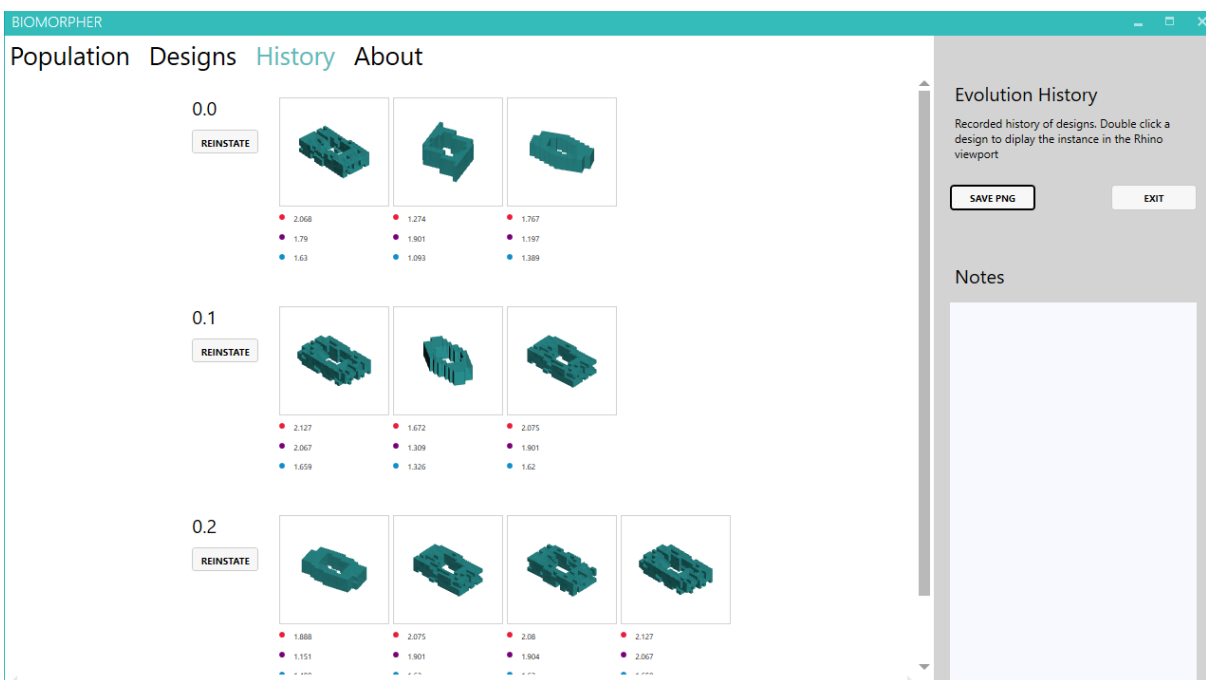 BIOMORPHER
Population Designs History About
0.0
REINSTATE
2.068 1.274 1.767
1.79 1.901 1.197
1.63 1.093 1.389
0.1
REINSTATE
2.127 1.672 2.075
2.067 1.309 1.901
1.659 1.326 1.62
0.2
REINSTATE
1.888 2.075 2.08 2.127
1.151 1.901 1.904 2.067
Evolution History
Recorded history of designs. Double click a
design to diplay the instance in the Rhino
viewport
SAVE PNG EXIT
Notes